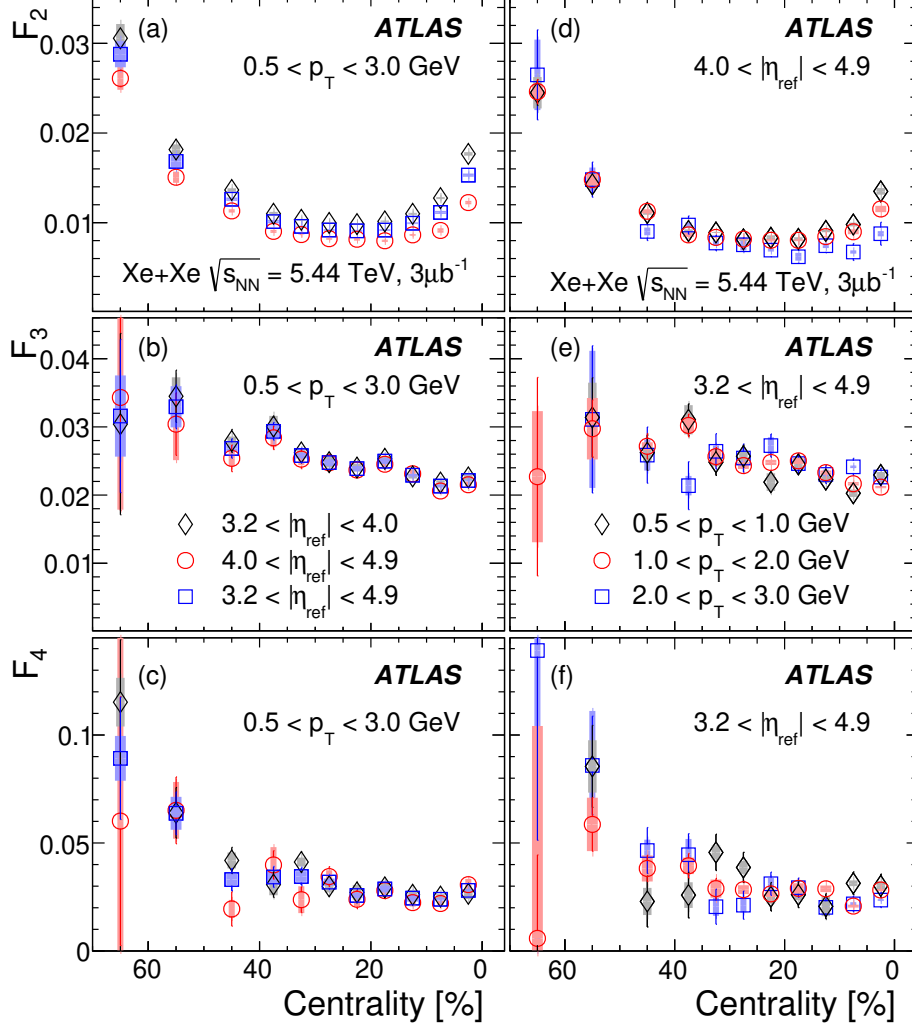 F2
0.03
0.02
0.01
(a)
ATLAS
0.5 < pT < 3.0 GeV
Xe+Xe √sNN = 5.44 TeV, 3μb-1
(d)
ATLAS
4.0 < |ηref| < 4.9
Xe+Xe √sNN = 5.44 TeV, 3μb-1
F3
0.04
0.03
0.02
0.01
(b)
ATLAS
0.5 < pT < 3.0 GeV
3.2 < |ηref| < 4.0
4.0 < |ηref| < 4.9
3.2 < |ηref| < 4.9
(e)
ATLAS
3.2 < |ηref| < 4.9
0.5 < pT < 1.0 GeV
1.0 < pT < 2.0 GeV
2.0 < pT < 3.0 GeV
F4
0.1
0.05
0
(c)
ATLAS
0.5 < pT < 3.0 GeV
(f)
ATLAS
3.2 < |ηref| < 4.9
60 40 20 0
60 40 20 0
Centrality [%]
Centrality [%]